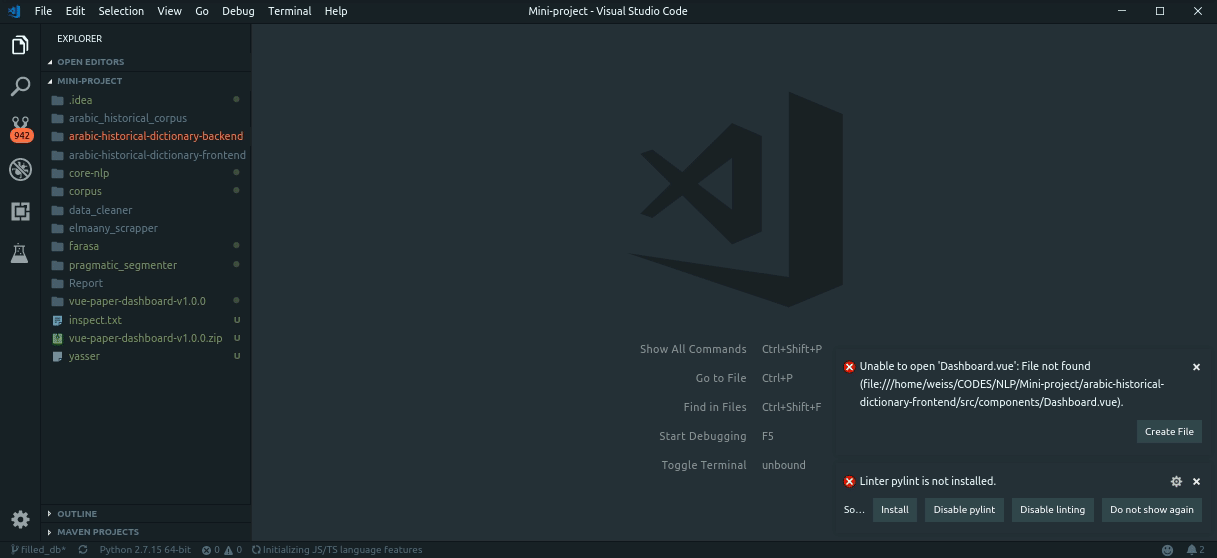 File Edit Selection View Go Debug Terminal Help
Mini-project - Visual Studio Code
EXPLORER
OPEN EDITORS
MINI-PROJECT
.idea
arabic_historical_corpus
942
arabic-historical-dictionary-backend
arabic-historical-dictionary-frontend
core-nlp
corpus
data_cleaner
elmaany_scrapper
farasa
pragmatic_segmenter
Report
vue-paper-dashboard-v1.0.0
inspect.txt U
vue-paper-dashboard-v1.0.0.zip U
yasser U
OUTLINE
MAVEN PROJECTS
Show All Commands Ctrl+Shift+P
Go to File Ctrl+P
Find in Files Ctrl+Shift+F
Start Debugging F5
Toggle Terminal unbound
Unable to open 'Dashboard.vue': File not found
(file:///home/weiss/CODES/NLP/Mini-project/arabic-historical-
dictionary-frontend/src/components/Dashboard.vue).
Create File
Linter pylint is not installed.
So... Install Disable pylint Disable linting Do not show again
filled_db* Python 2.7.15 64-bit 0 0 Initializing JS/TS language features 2